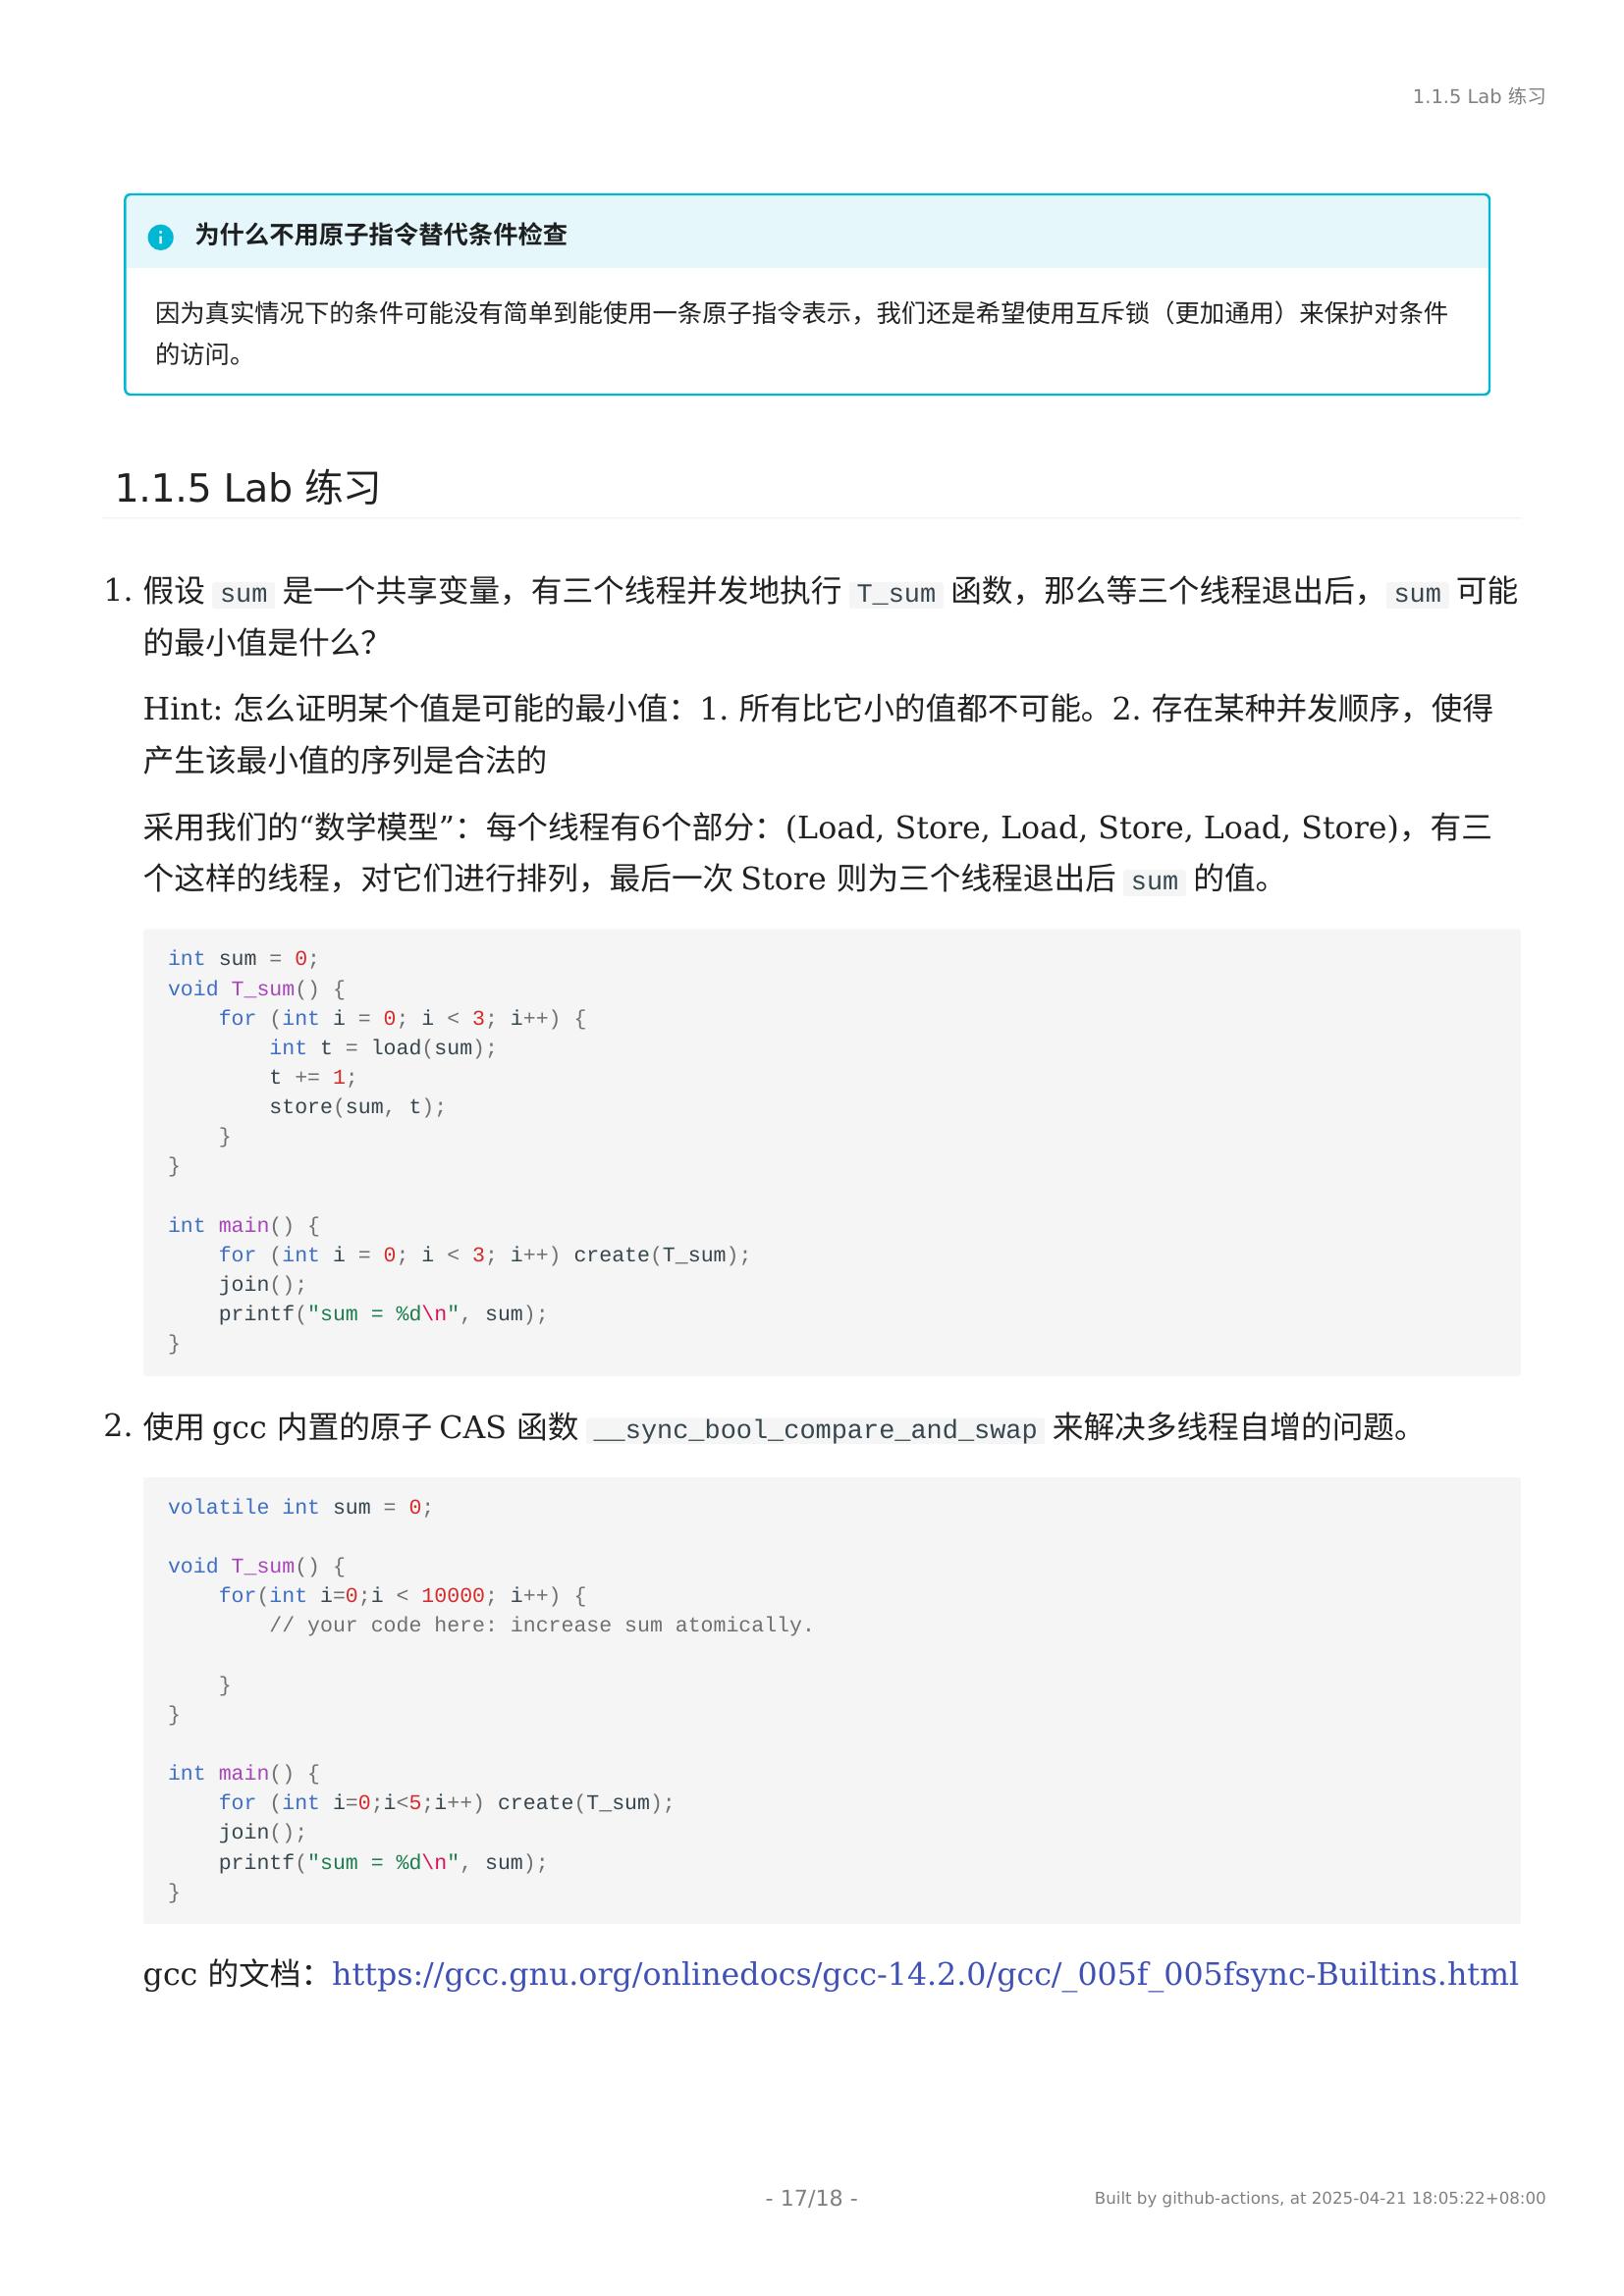 1.1.5 Lab 练习
为什么不用原子指令替代条件检查
因为真实情况下的条件可能没有简单到能使用一条原子指令表示，我们还是希望使用互斥锁（更加通用）来保护对条件
的访问。
1.1.5 Lab 练习
1. 假设 sum 是一个共享变量，有三个线程并发地执行 T_sum 函数，那么等三个线程退出后，sum 可能
的最小值是什么？
Hint: 怎么证明某个值是可能的最小值：1. 所有比它小的值都不可能。2. 存在某种并发顺序，使得
产生该最小值的序列是合法的
采用我们的“数学模型”：每个线程有6个部分：(Load, Store, Load, Store, Load, Store)，有三
个这样的线程，对它们进行排列，最后一次 Store 则为三个线程退出后 sum 的值。
int sum = 0;
void T_sum() {
    for (int i = 0; i < 3; i++) {
        int t = load(sum);
        t += 1;
        store(sum, t);
    }
}
int main() {
    for (int i = 0; i < 3; i++) create(T_sum);
    join();
    printf("sum = %d\n", sum);
}
2. 使用 gcc 内置的原子 CAS 函数 __sync_bool_compare_and_swap 来解决多线程自增的问题。
volatile int sum = 0;
void T_sum() {
    for(int i=0;i < 10000; i++) {
        // your code here: increase sum atomically.
    }
}
int main() {
    for (int i=0;i<5;i++) create(T_sum);
    join();
    printf("sum = %d\n", sum);
}
gcc 的文档：https://gcc.gnu.org/onlinedocs/gcc-14.2.0/gcc/_005f_005fsync-Builtins.html
- 17/18 -
Built by github-actions, at 2025-04-21 18:05:22+08:00